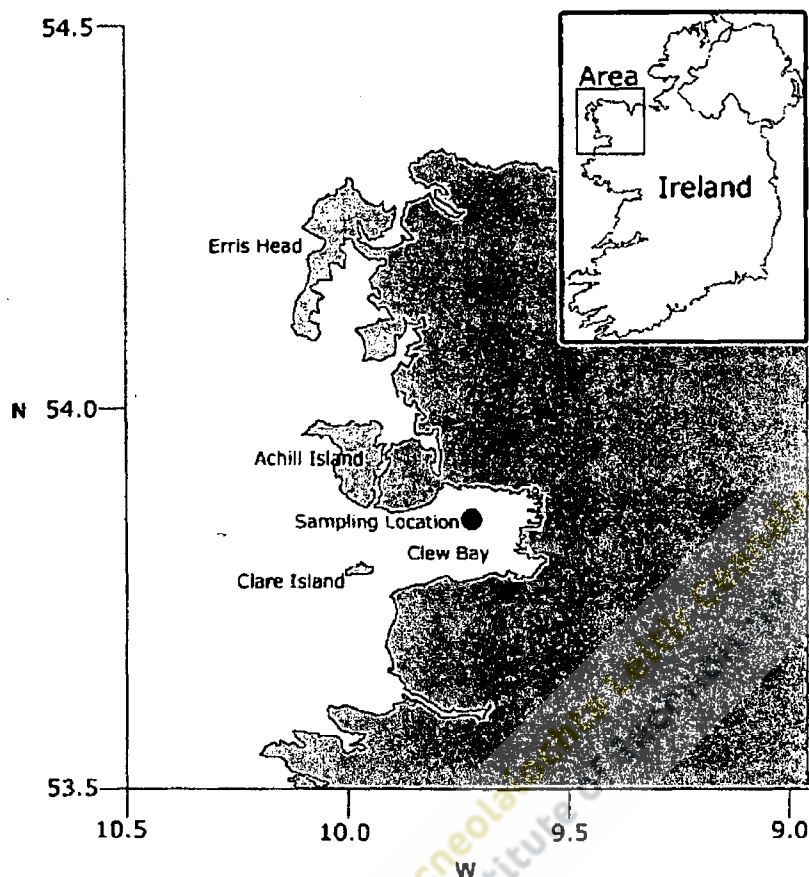 54.5
Area
Ireland
Erris Head
N 54.0
Achill Island
Sampling Location
Clew Bay
Clare Island
53.5
10.5 10.0 9.5 9.0
W